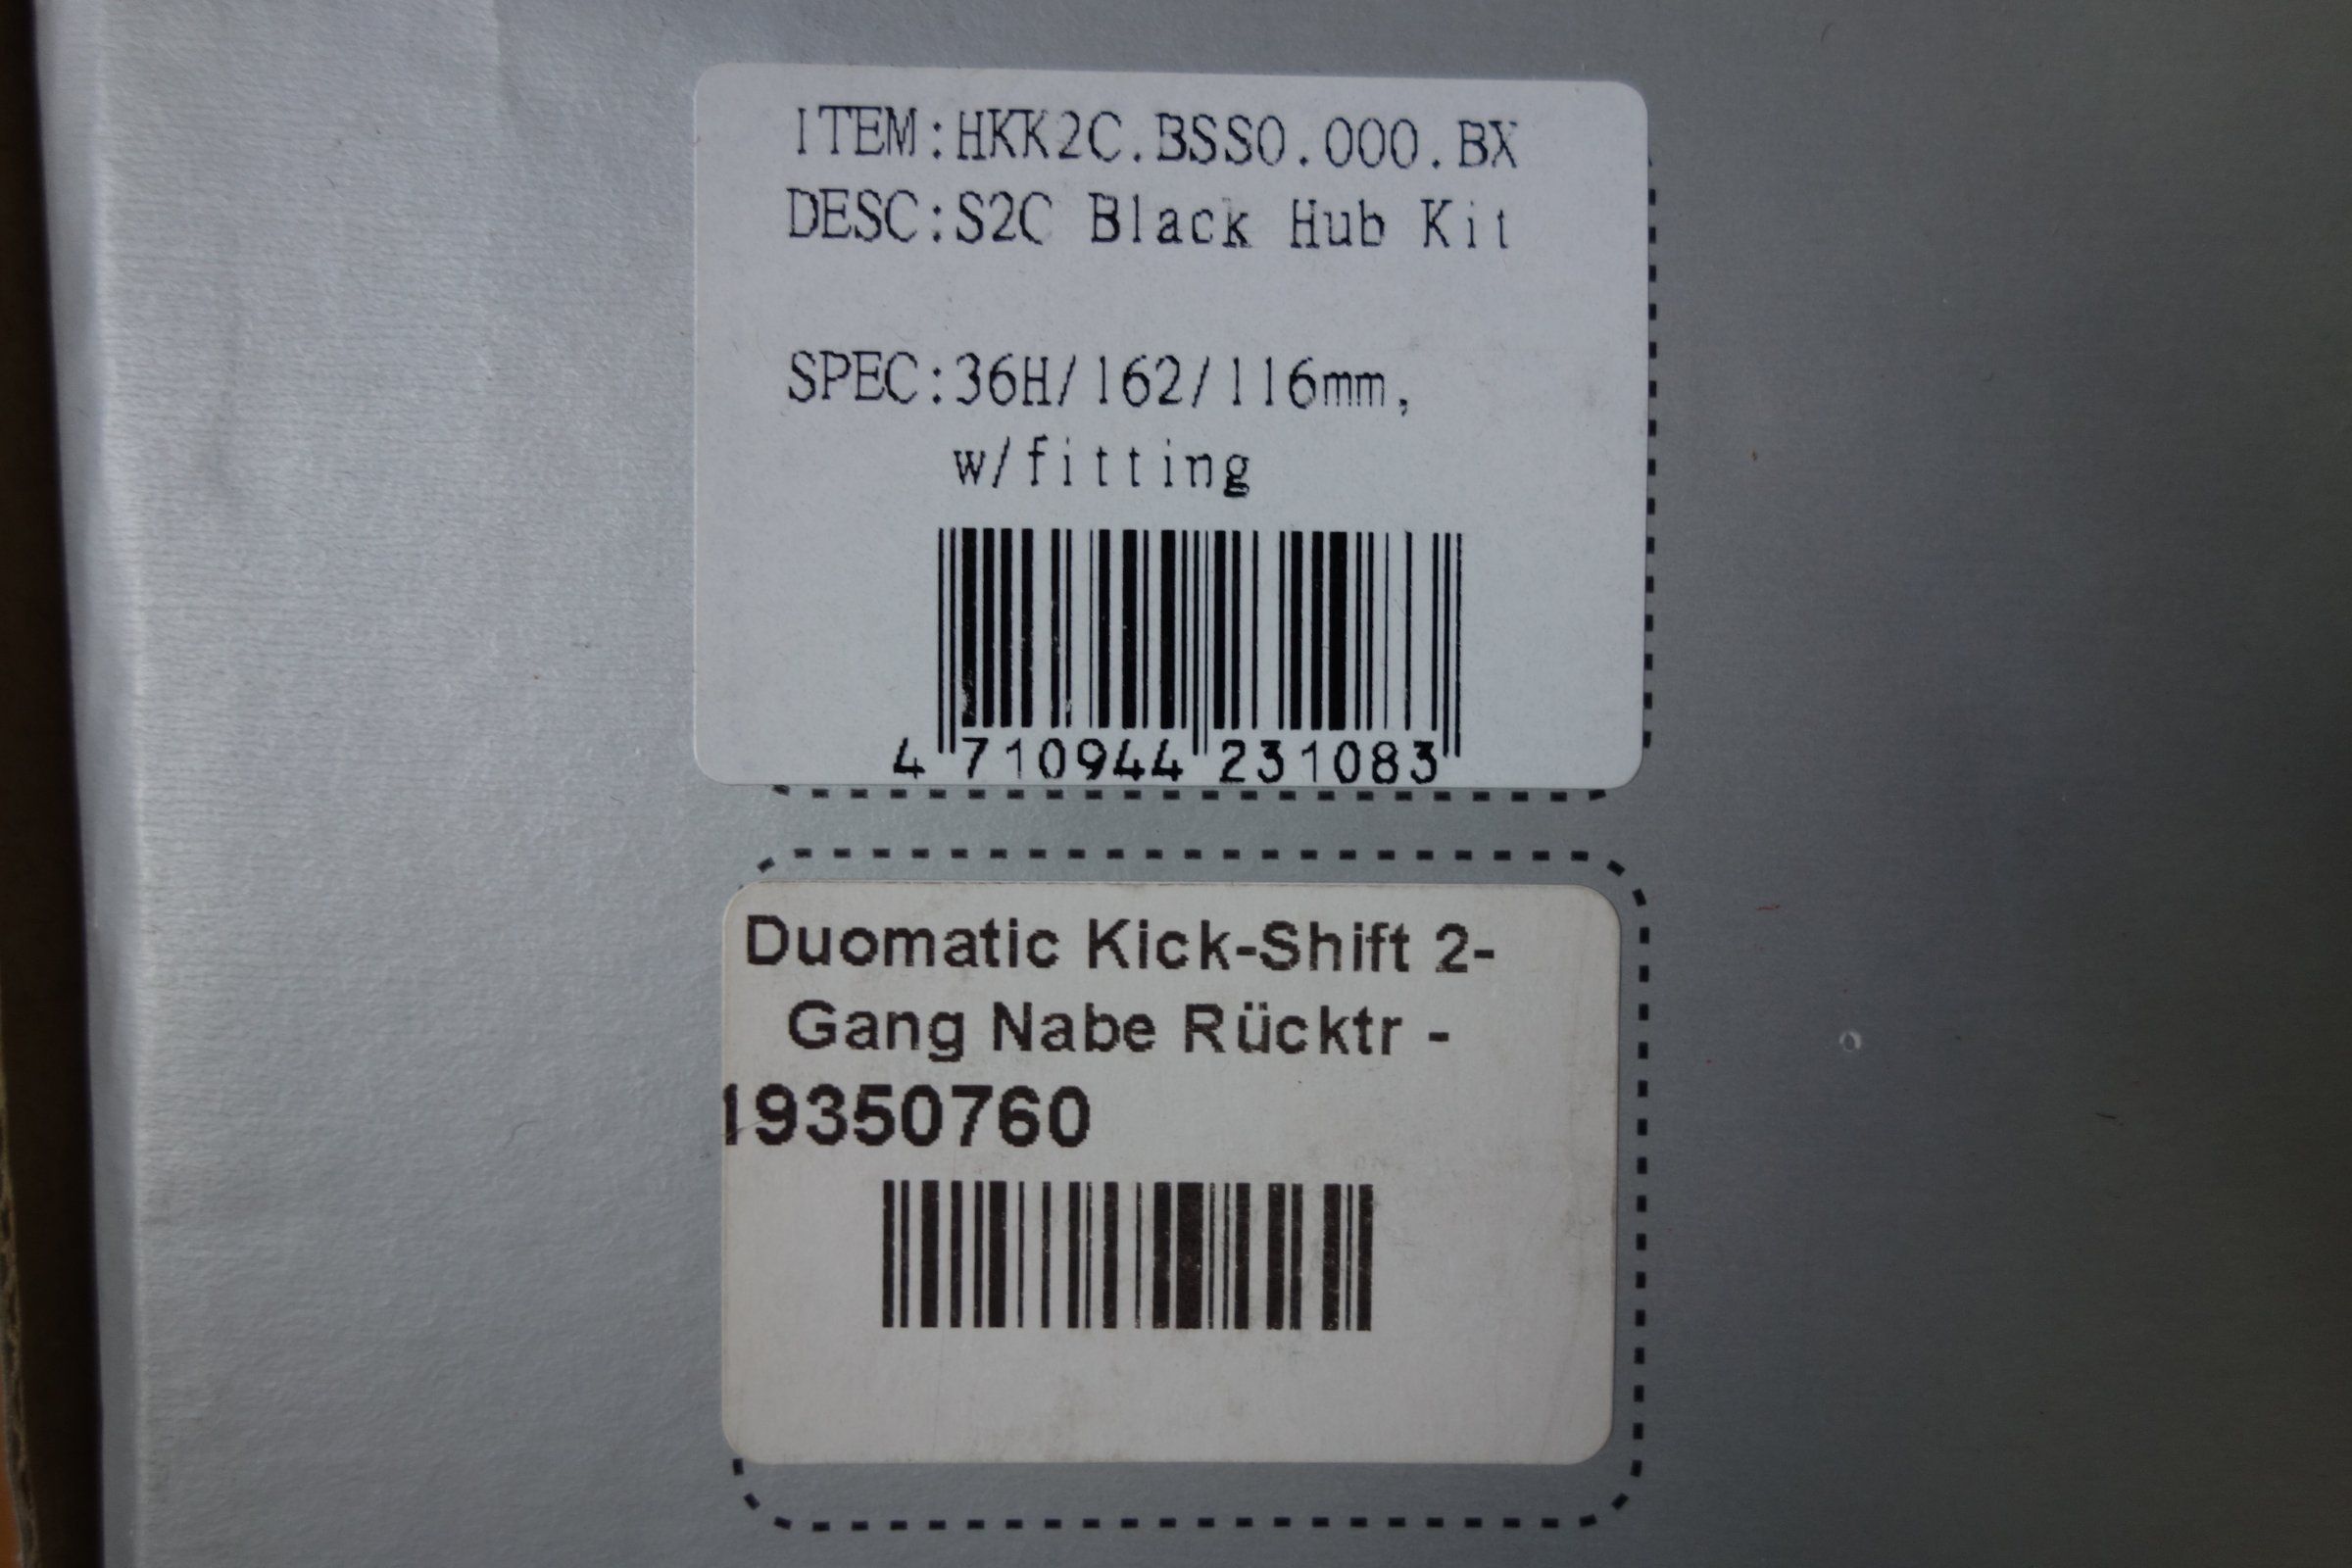 ITEM:HKK2C.BSS0.000.BX
DESC:S2C Black Hub Kit
SPEC:36H/162/116mm,
w/fitting
4 710944 231083
Duomatic Kick-Shift 2-
Gang Nabe Rücktr -
19350760